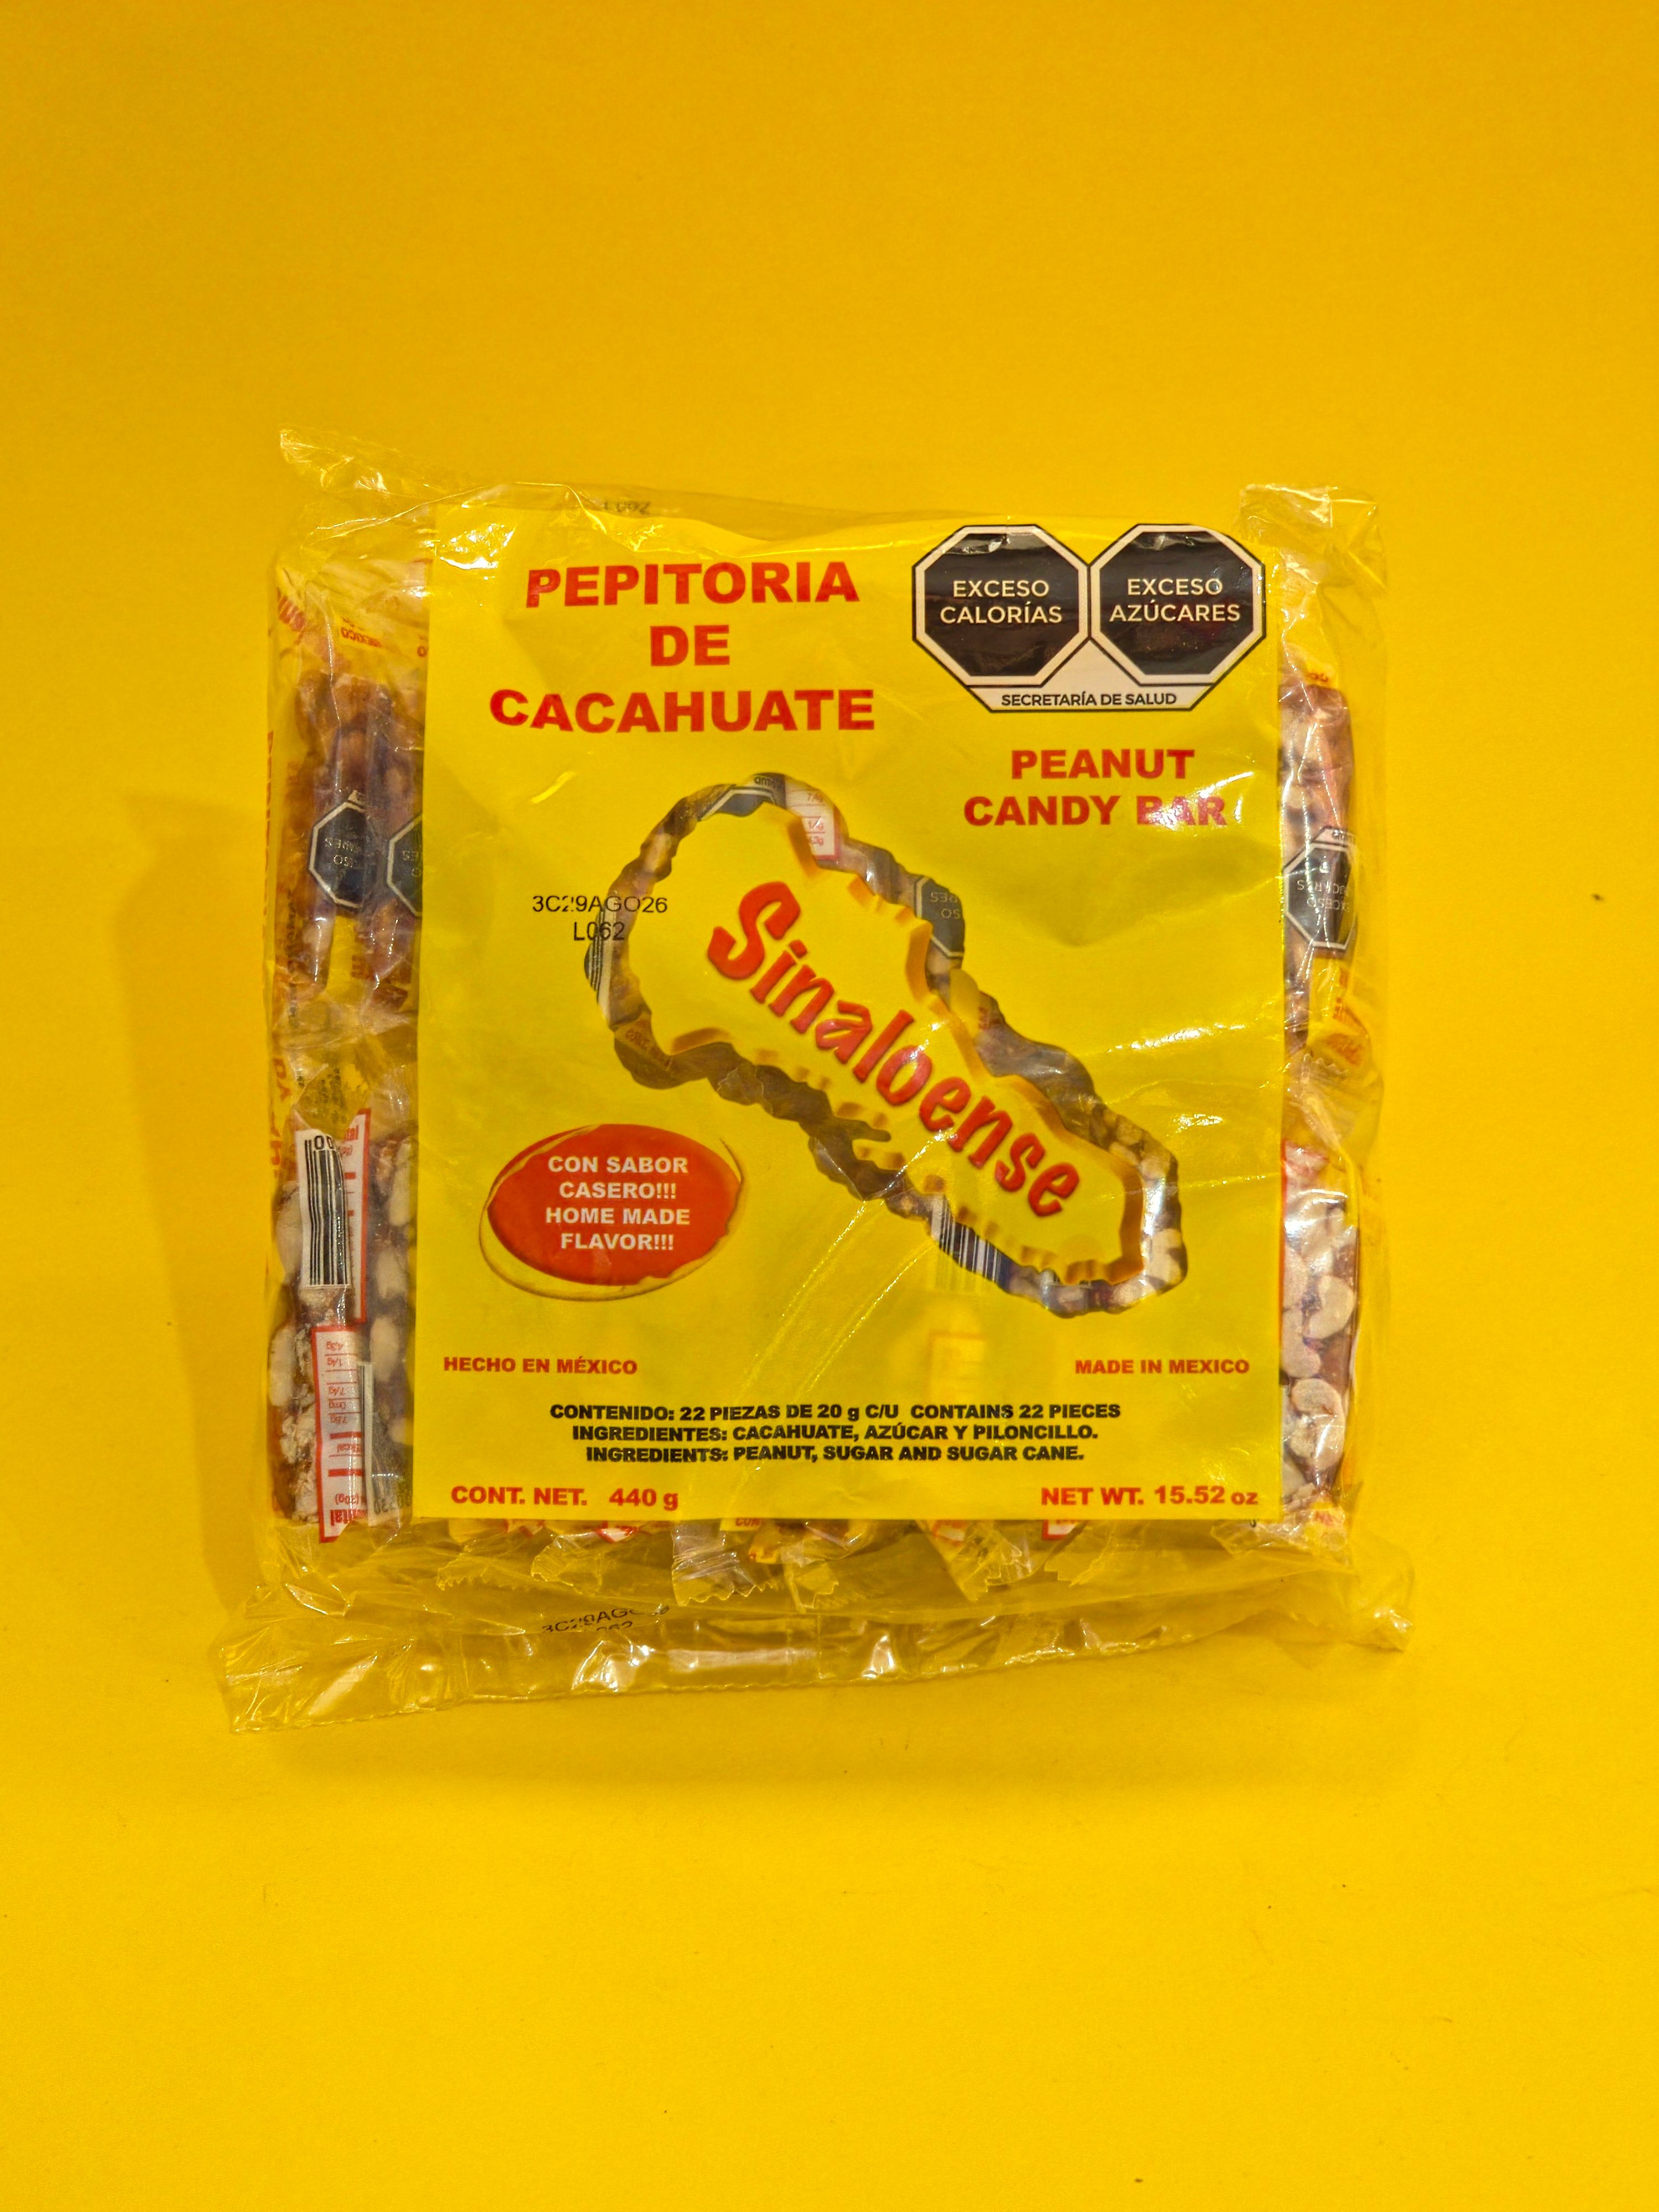 PEPITORIA
DE
CACAHUATE
EXCESO
CALORÍAS
EXCESO
AZÚCARES
SECRETARÍA DE SALUD
PEANUT
CANDY BAR
3C29AGO26
L062
Sinaloense
CON SABOR
CASERO!!!
HOME MADE
FLAVOR!!!
HECHO EN MÉXICO
MADE IN MEXICO
CONTENIDO: 22 PIEZAS DE 20 g C/U CONTAINS 22 PIECES
INGREDIENTES: CACAHUATE, AZÚCAR Y PILONCILLO.
INGREDIENTS: PEANUT, SUGAR AND SUGAR CANE.
CONT. NET. 440 g
NET WT. 15.52 oz